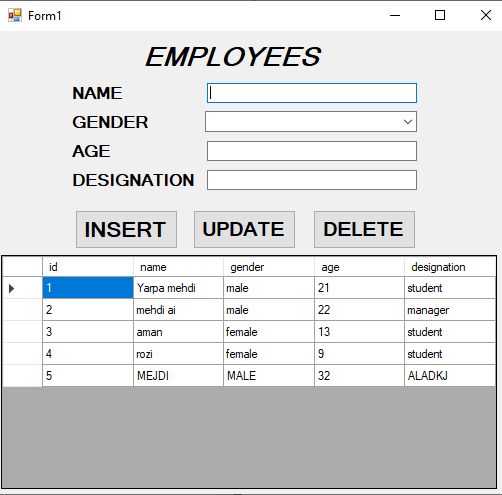 Form1
EMPLOYEES
NAME
GENDER
AGE
DESIGNATION
INSERT UPDATE DELETE
id name gender age designation
1 Yarpa mehdi male 21 student
2 mehdi ai male 22 manager
3 aman female 13 student
4 rozi female 9 student
5 MEJDI MALE 32 ALADKJ